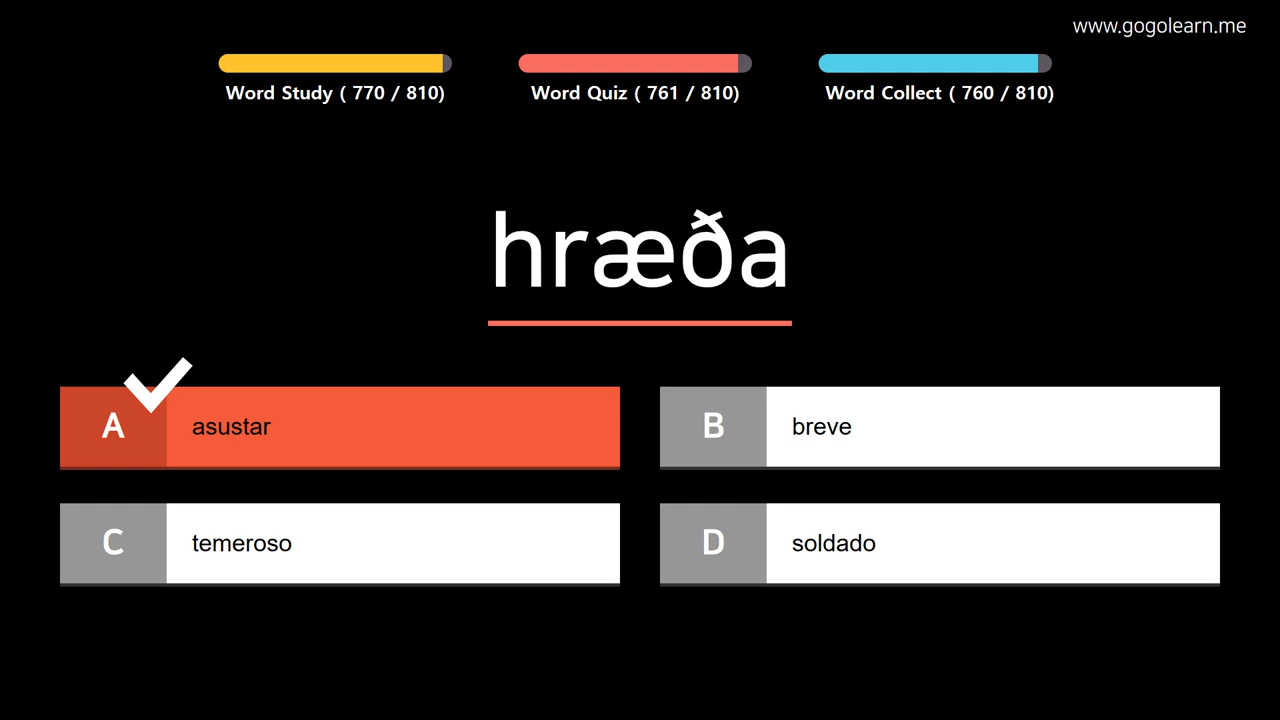 www.gogolearn.me
Word Study ( 770 / 810)
Word Quiz ( 761 / 810)
Word Collect ( 760 / 810)
hræða
A
asustar
B
breve
C
temeroso
D
soldado